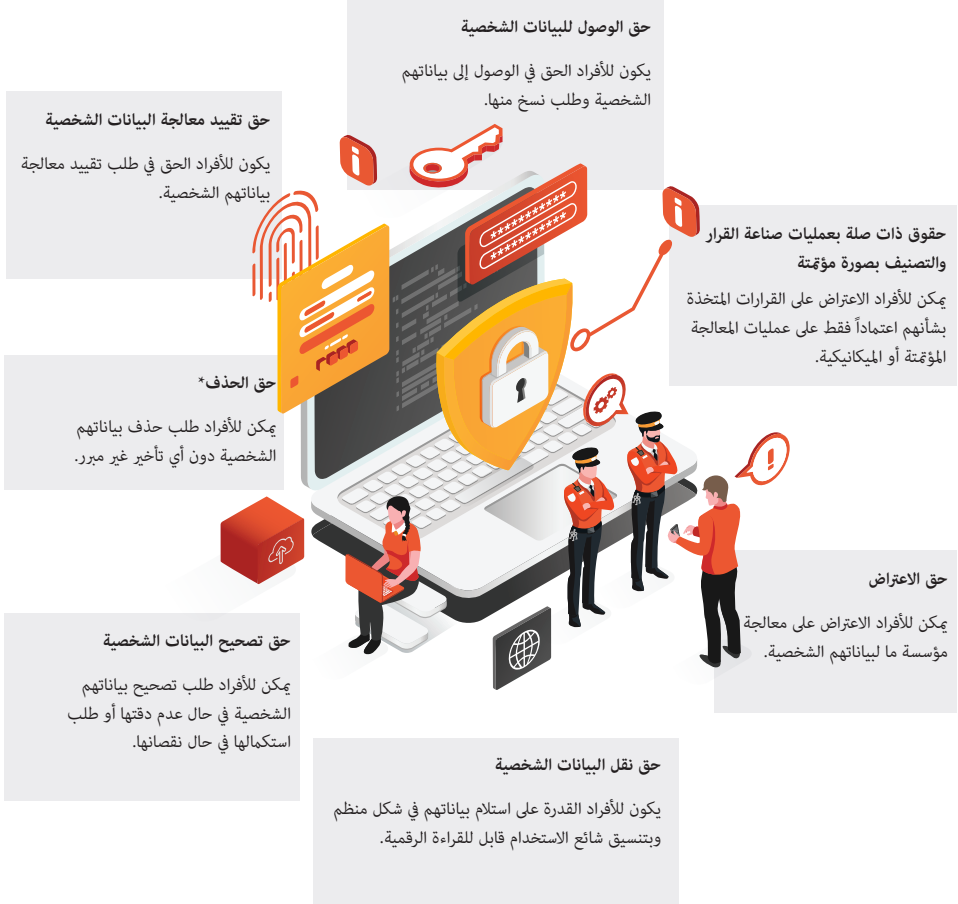 حق الوصول للبيانات الشخصية
يكون للأفراد الحق في الوصول إلى بياناتهم
الشخصية وطلب نسخ منها.
حقوق ذات صلة بعمليات صناعة القرار
والتصنيف بصورة مؤتمتة
يمكن للأفراد الاعتراض على القرارات المتخذة
بشأنهم اعتماداً فقط على عمليات المعالجة
المؤتمتة أو الميكانيكية.
حق الاعتراض
يمكن للأفراد الاعتراض على معالجة
مؤسسة ما لبياناتهم الشخصية.
حق نقل البيانات الشخصية
يكون للأفراد القدرة على استلام بياناتهم في شكل منظم
وبتنسيق شائع الاستخدام قابل للقراءة الرقمية.
حق تصحيح البيانات الشخصية
يمكن للأفراد طلب تصحيح بياناتهم
الشخصية في حال عدم دقتها أو طلب
استكمالها في حال نقصانها.
حق الحذف*
يمكن للأفراد طلب حذف بياناتهم
الشخصية دون أي تأخير غير مبرر.
حق تقييد معالجة البيانات الشخصية
يكون للأفراد الحق في طلب تقييد معالجة
بياناتهم الشخصية.